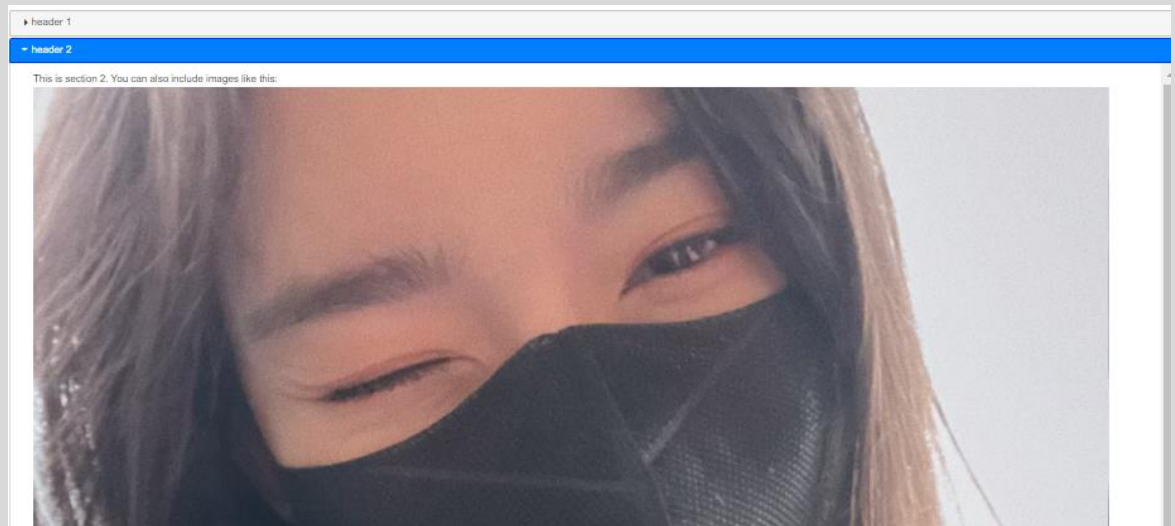 header 1
header 2
This is section 2. You can also include images like this: